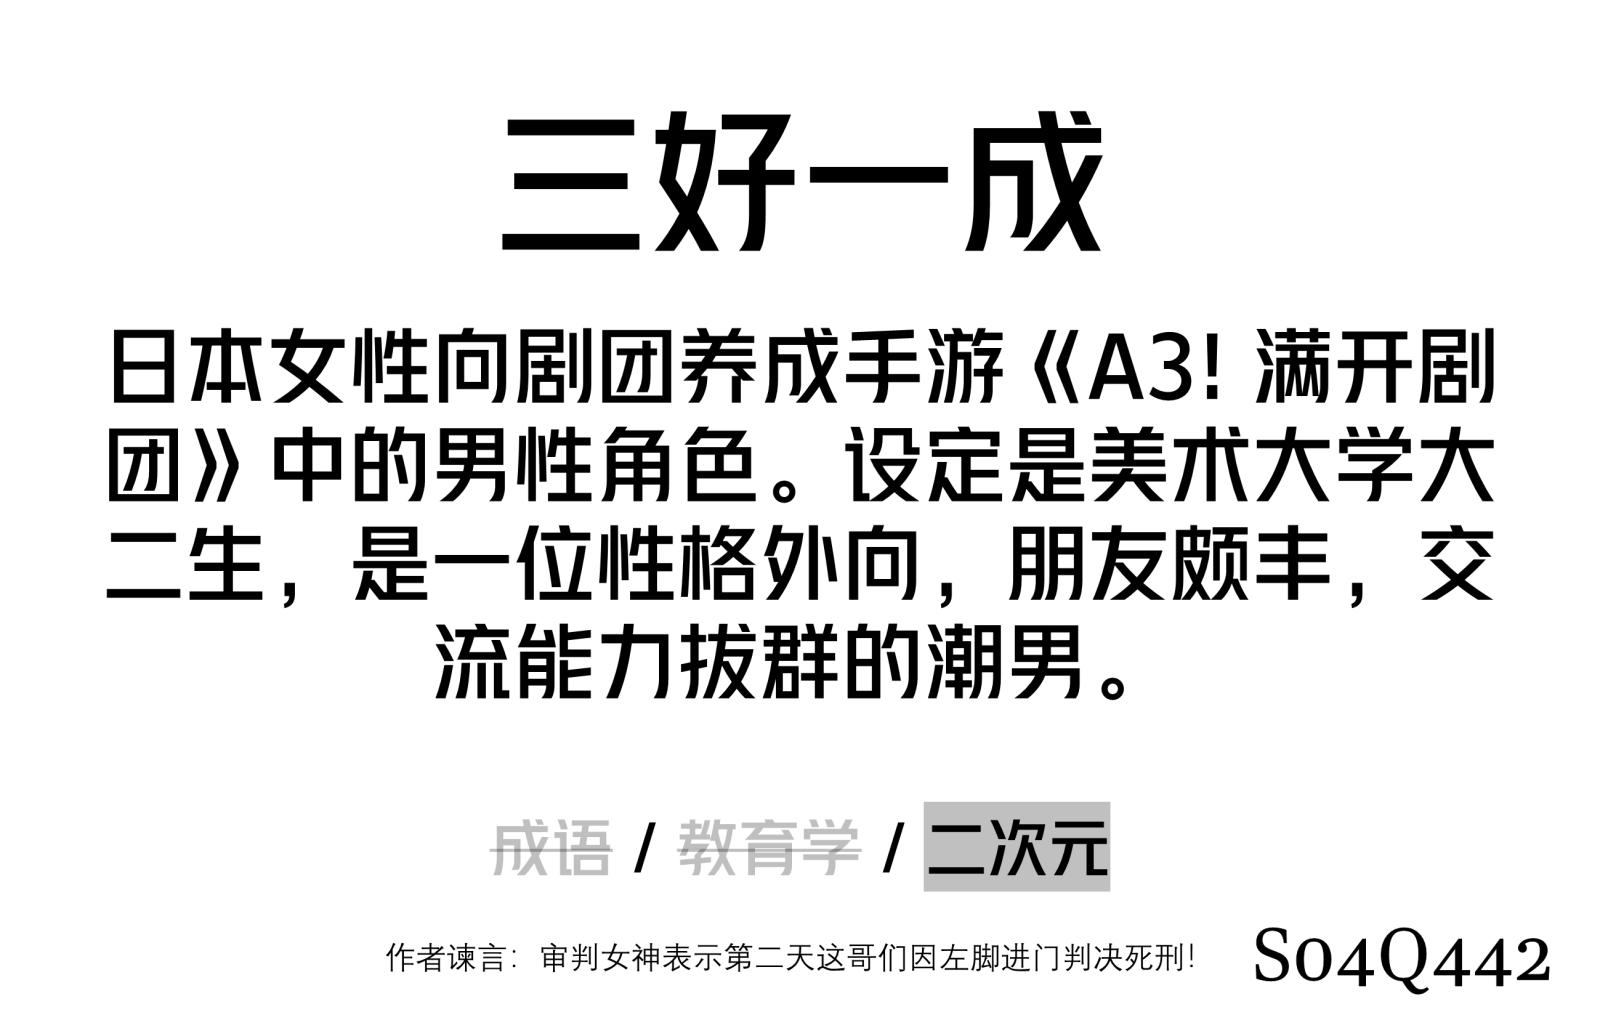 三好一成
日本女性向剧团养成手游《A3！满开剧
团》中的男性角色。设定是美术大学大
二生，是一位性格外向，朋友颇丰，交
流能力拔群的潮男。
成语 / 教育学 / 二次元
作者谏言：审判女神表示第二天这哥们因左脚进门判决死刑！
S04Q442